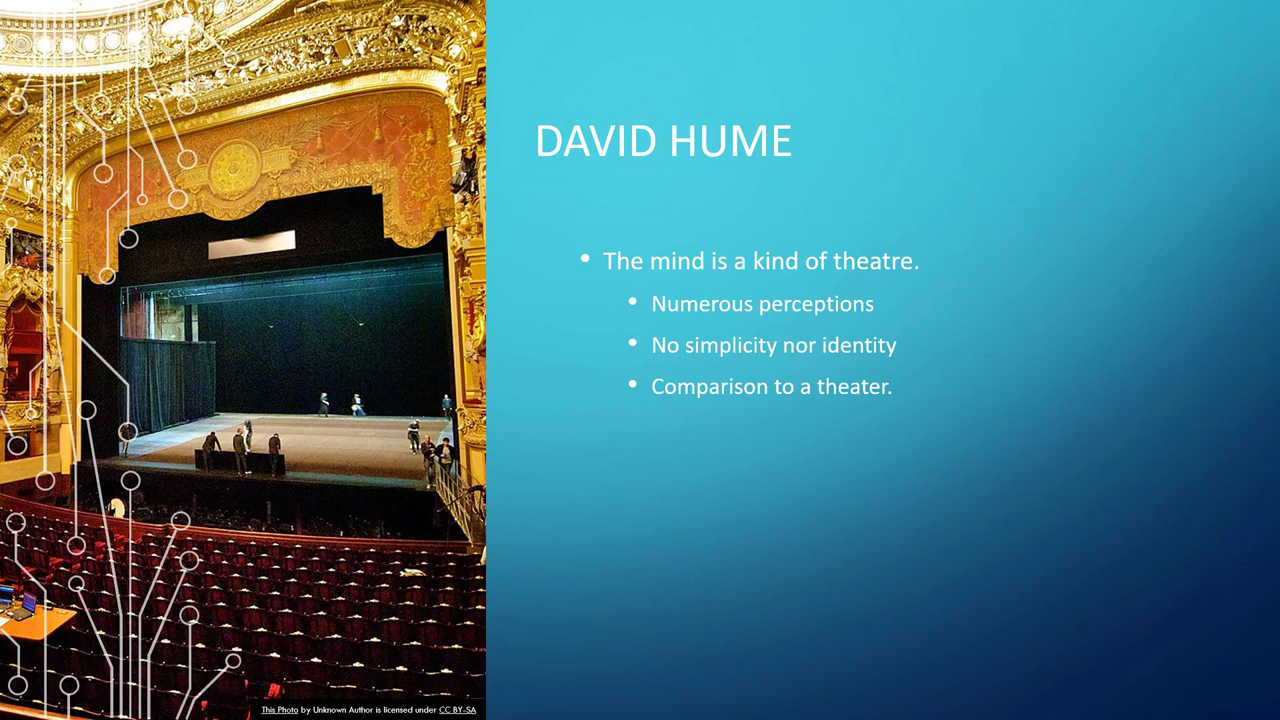 DAVID HUME
• The mind is a kind of theatre.
• Numerous perceptions
• No simplicity nor identity
• Comparison to a theater.
This Photo by Unknown Author is licensed under CC BY-SA